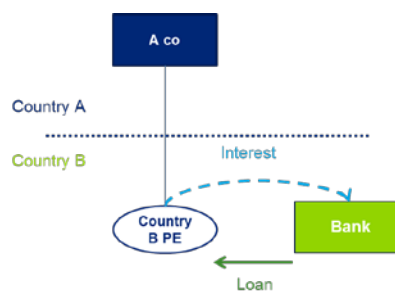 A co
Country A
Country B
Interest
Country
B PE
Bank
Loan